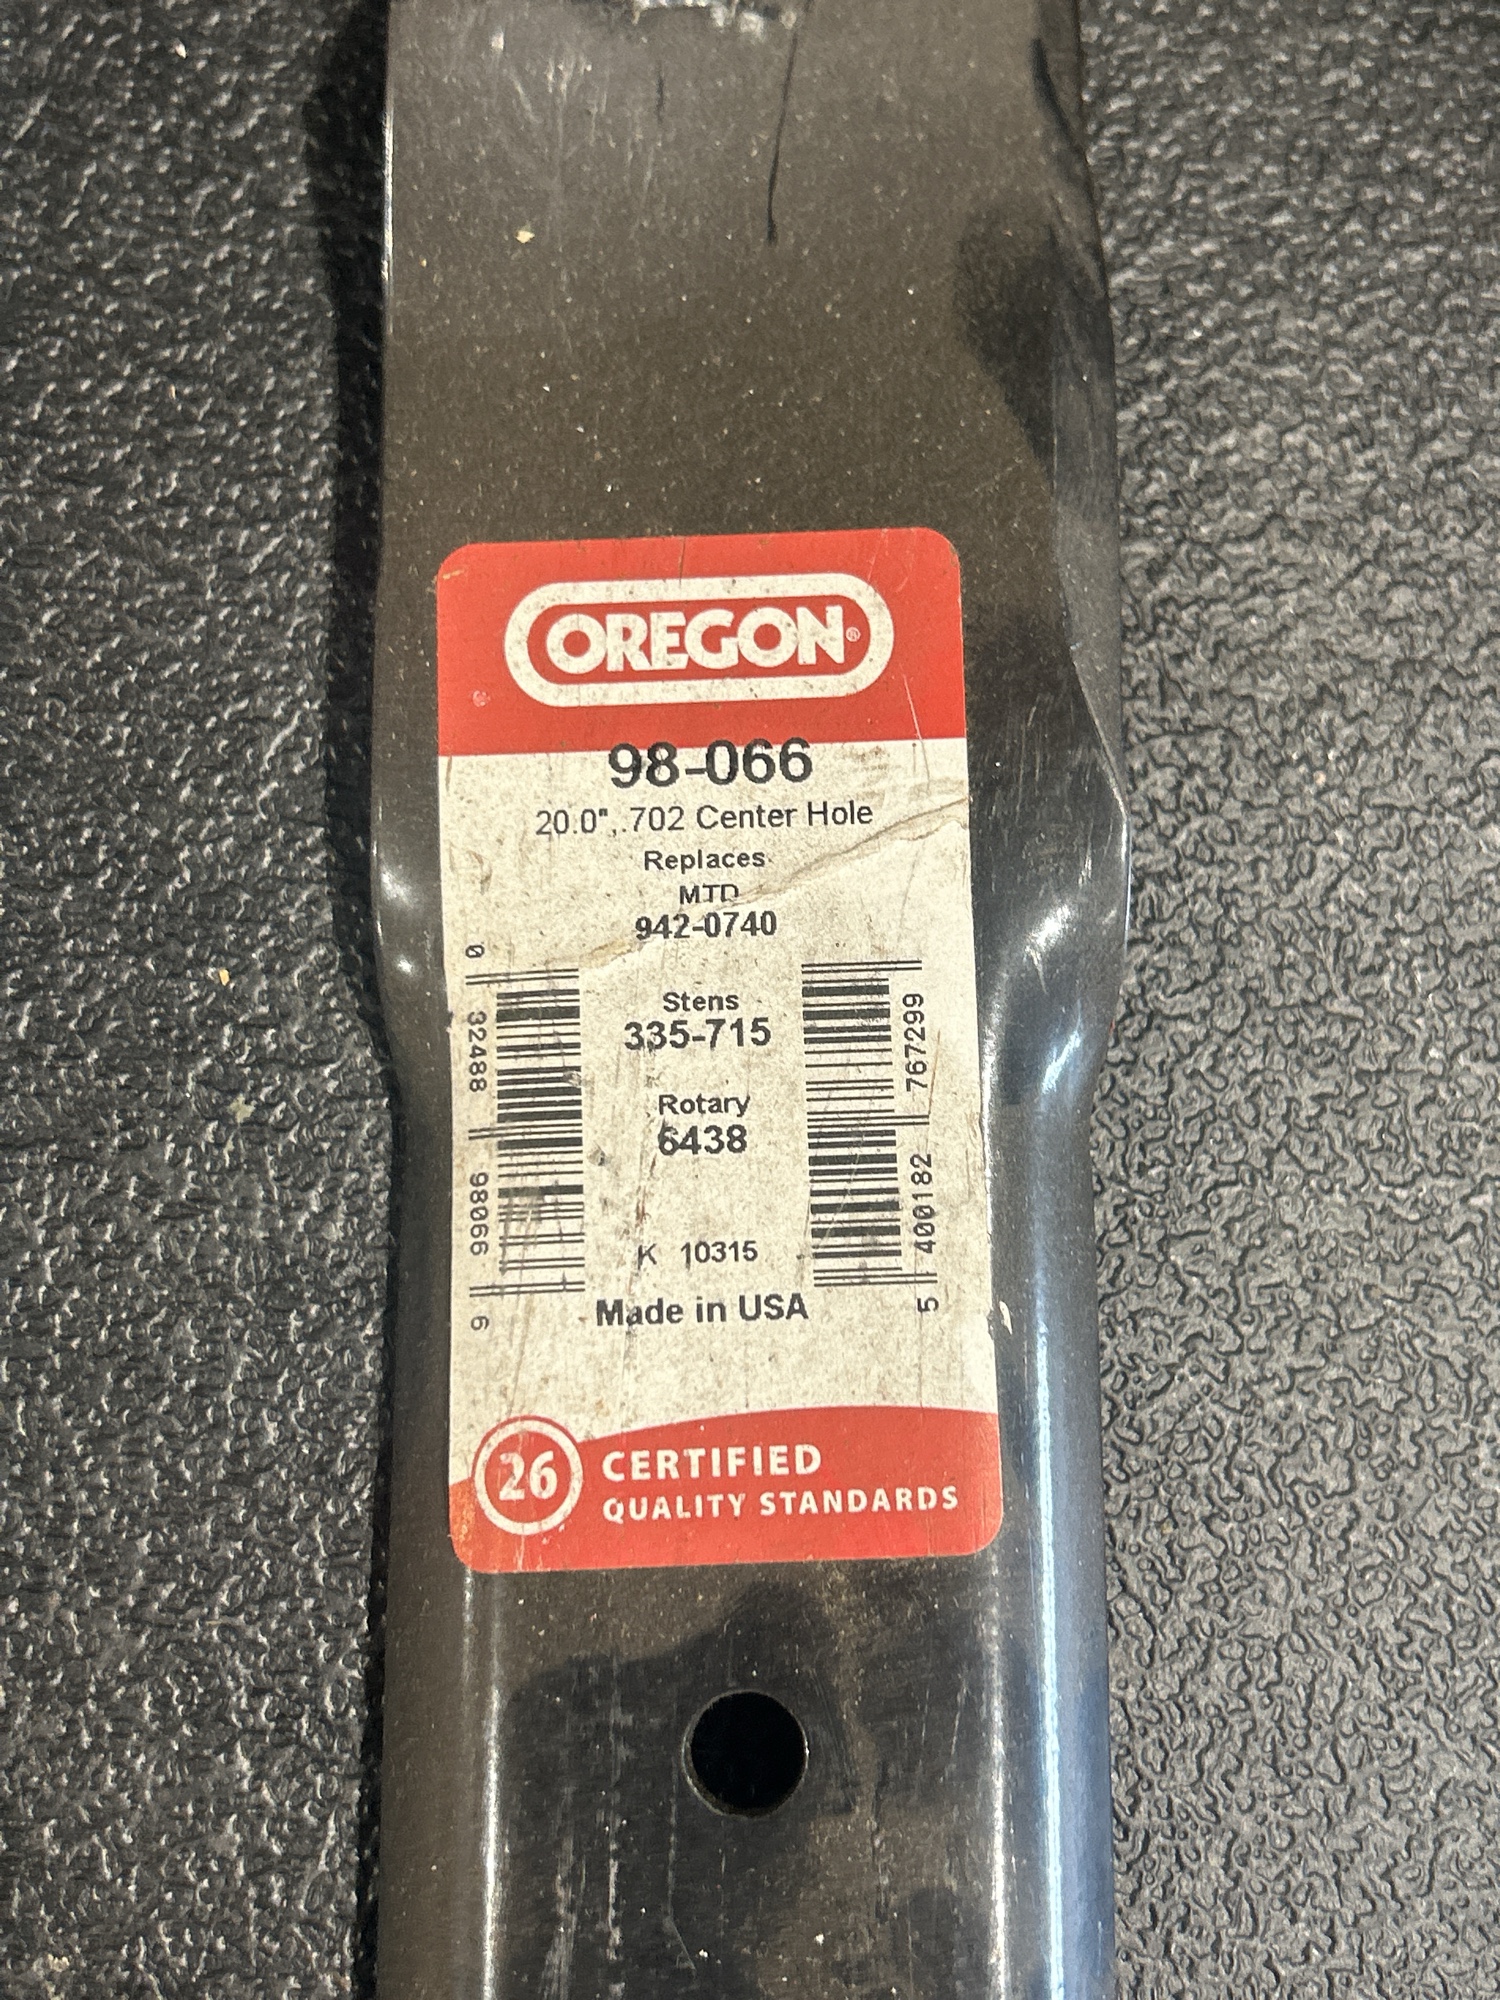 OREGON®
98-066
20.0", .702 Center Hole
Replaces
MTD
942-0740
Stens
335-715
Rotary
6438
K 10315
Made in USA
0 32488 98066 6
5 400182 767299
26 CERTIFIED
QUALITY STANDARDS